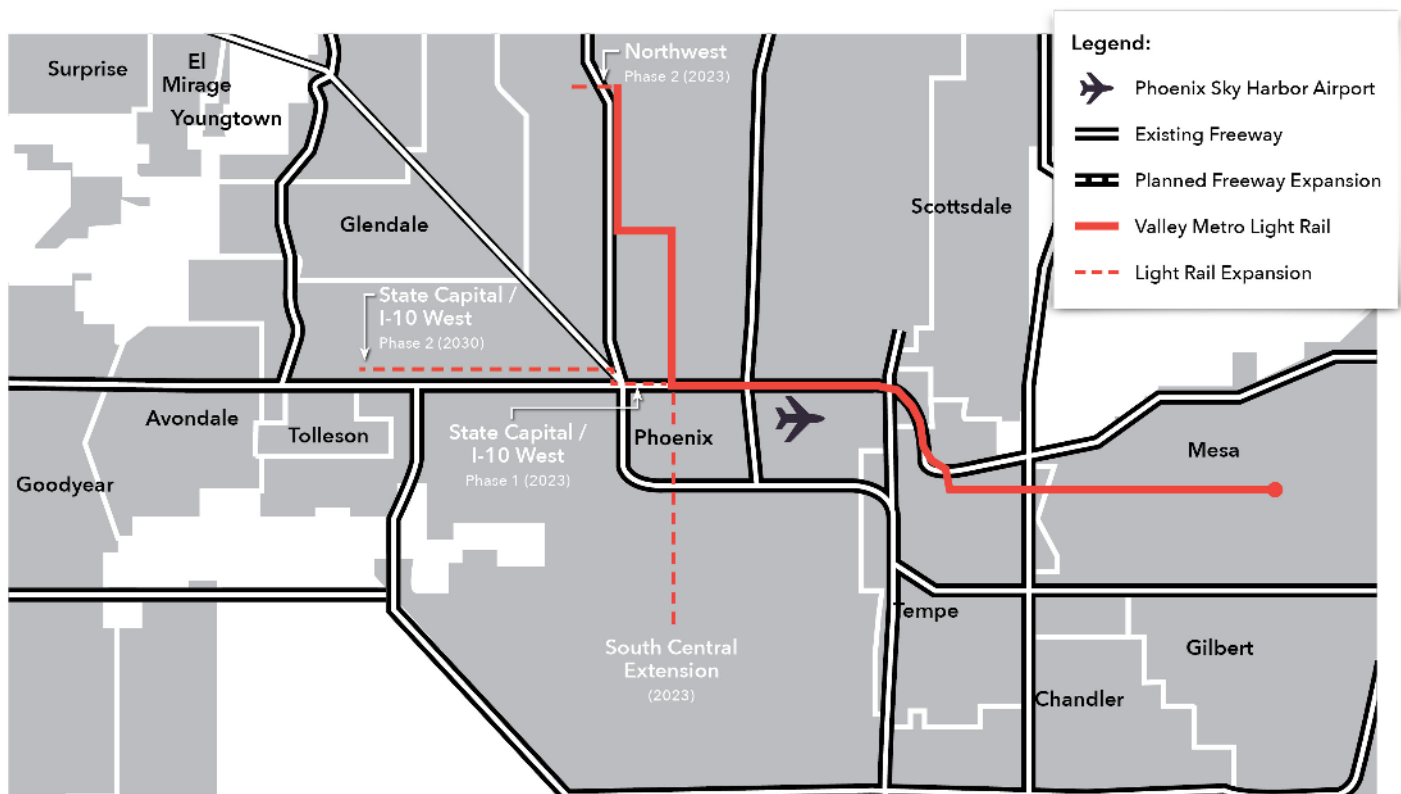 Legend:
Phoenix Sky Harbor Airport
Existing Freeway
Planned Freeway Expansion
Valley Metro Light Rail
Light Rail Expansion
Surprise
El
Mirage
Youngtown
Northwest
Phase 2 (2023)
Glendale
Scottsdale
State Capital /
I-10 West
Phase 2 (2030)
Avondale
Tolleson
State Capital /
I-10 West
Phase 1 (2023)
Phoenix
Mesa
Goodyear
Tempe
South Central
Extension
(2023)
Gilbert
Chandler